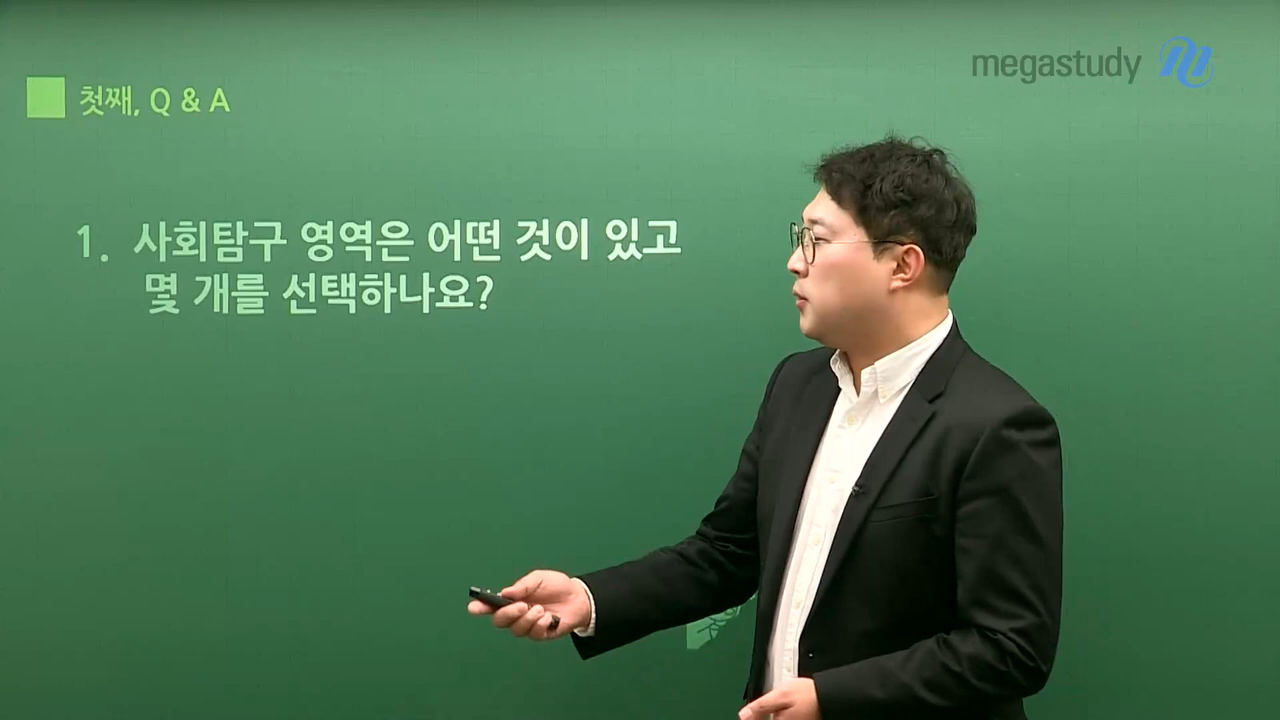 megastudy
첫째, Q & A
1. 사회탐구 영역은 어떤 것이 있고
몇 개를 선택하나요?